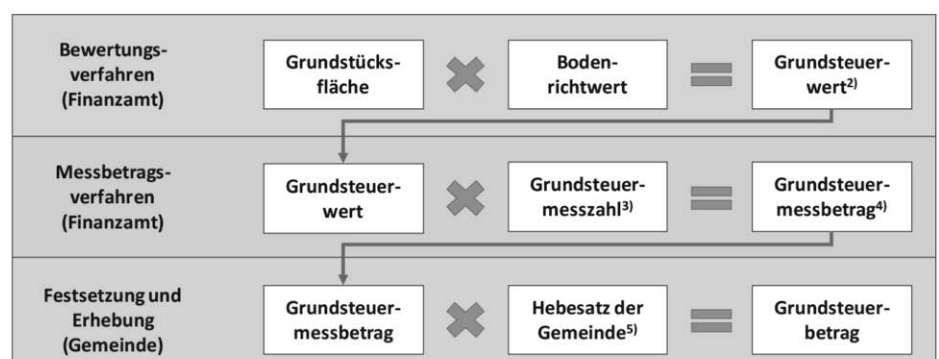 Bewertungs-
verfahren
(Finanzamt)
Grundstücks-
fläche
Boden-
richtwert
Grundsteuer-
wert2)
Messbetrags-
verfahren
(Finanzamt)
Grundsteuer-
wert
Grundsteuer-
messzahl3)
Grundsteuer-
messbetrag4)
Festsetzung und
Erhebung
(Gemeinde)
Grundsteuer-
messbetrag
Hebesatz der
Gemeinde5)
Grundsteuer-
betrag